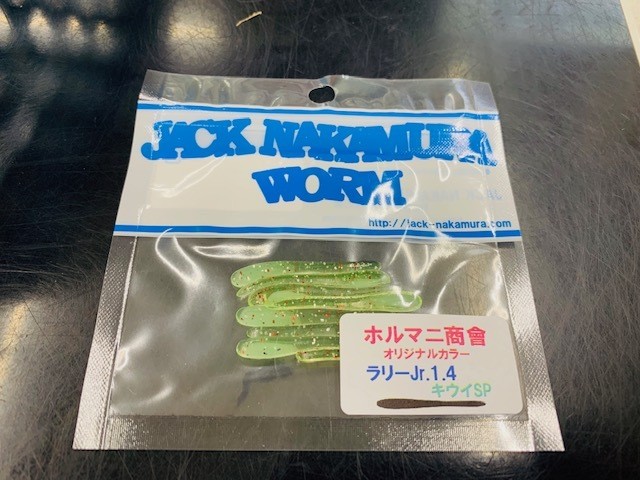 JACK NAKAMURA
WORM
http://jack-nakamura.com
ホルマニ商會
オリジナルカラー
ラリーJr.1.4
キウイSP